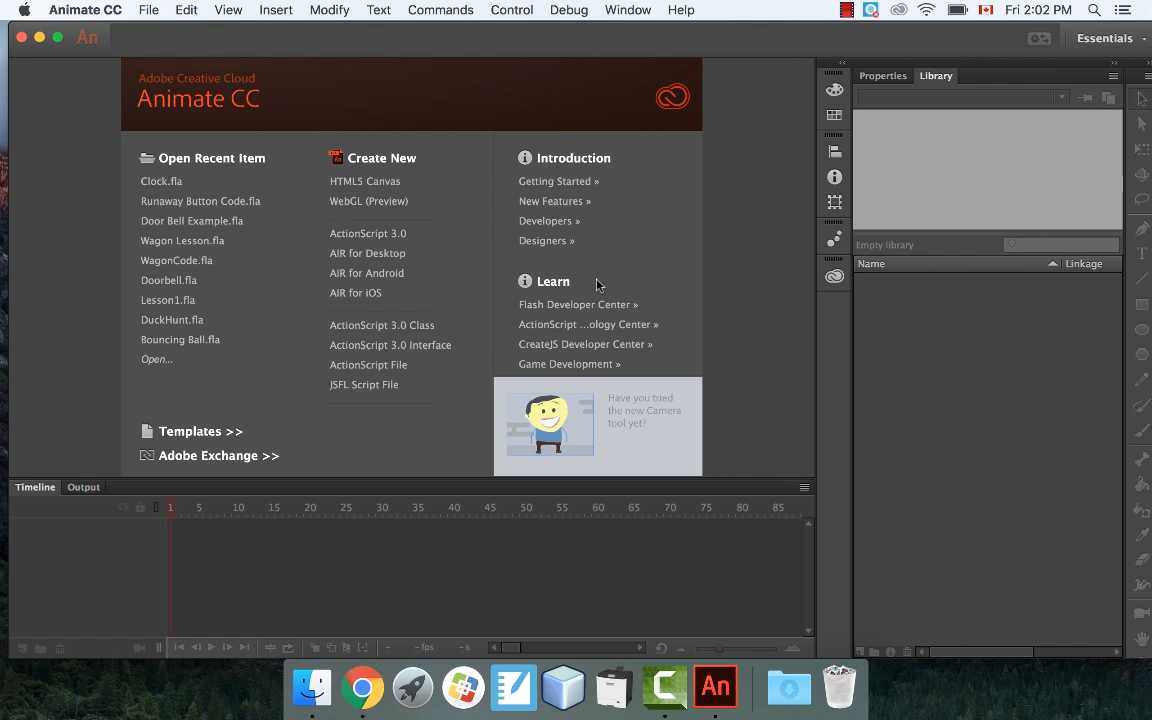 Animate CC File Edit View Insert Modify Text Commands Control Debug Window Help Fri 2:02 PM
An Essentials
Adobe Creative Cloud
Animate CC
Open Recent Item
Clock.fla
Runaway Button Code.fla
Door Bell Example.fla
Wagon Lesson.fla
WagonCode.fla
Doorbell.fla
Lesson1.fla
DuckHunt.fla
Bouncing Ball.fla
Open...
Templates >>
Adobe Exchange >>
Create New
HTML5 Canvas
WebGL (Preview)
ActionScript 3.0
AIR for Desktop
AIR for Android
AIR for iOS
ActionScript 3.0 Class
ActionScript 3.0 Interface
ActionScript File
JSFL Script File
Introduction
Getting Started »
New Features »
Developers »
Designers »
Learn
Flash Developer Center »
ActionScript ...ology Center »
CreateJS Developer Center »
Game Development »
Have you tried
the new Camera
tool yet?
Properties Library
Empty library
Name Linkage
Timeline Output
1 5 10 15 20 25 30 35 40 45 50 55 60 65 70 75 80 85
- -- fps -- s
An